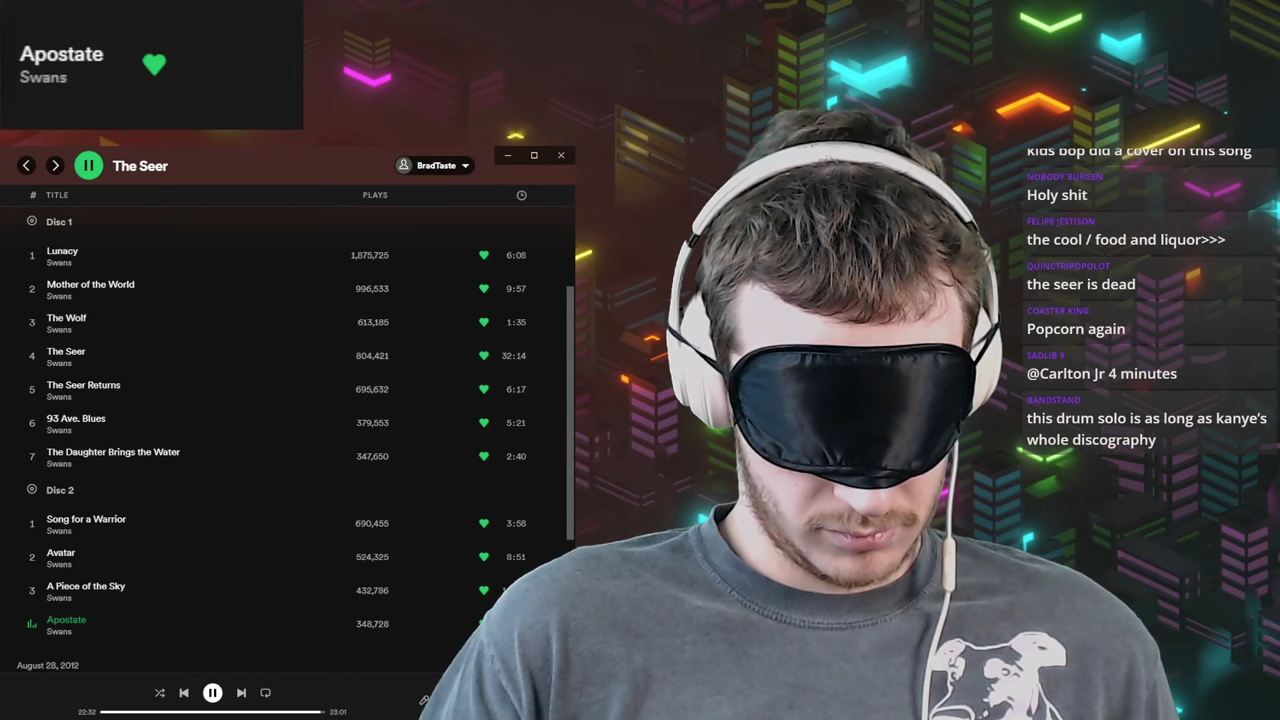 Apostate
Swans
The Seer
BradTaste
# TITLE PLAYS
Disc 1
1 Lunacy 1,875,725 6:08
Swans
2 Mother of the World 996,533 9:57
Swans
3 The Wolf 613,185 1:35
Swans
4 The Seer 804,421 32:14
Swans
5 The Seer Returns 695,632 6:17
Swans
6 93 Ave. Blues 379,553 5:21
Swans
7 The Daughter Brings the Water 347,650 2:40
Swans
Disc 2
1 Song for a Warrior 690,455 3:58
Swans
2 Avatar 524,325 8:51
Swans
3 A Piece of the Sky 432,786
Swans
Apostate 348,728
Swans
August 28, 2012
22:32 23:01
kids bop did a cover on this song
NOBODY BURGEN
Holy shit
FELIPE JESTISON
the cool / food and liquor>>>
QUINCTRIPOPOLOT
the seer is dead
COASTER KING
Popcorn again
SADLIB 8
@Carlton Jr 4 minutes
BANDSTAND
this drum solo is as long as kanye's
whole discography